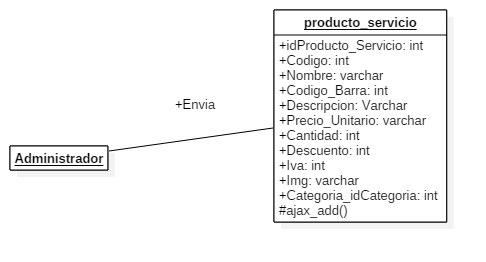 producto_servicio
+idProducto_Servicio: int
+Codigo: int
+Nombre: varchar
+Codigo_Barra: int
+Descripcion: Varchar
+Precio_Unitario: varchar
+Cantidad: int
+Descuento: int
+Iva: int
+Img: varchar
+Categoria_idCategoria: int
#ajax_add()
+Envia
Administrador